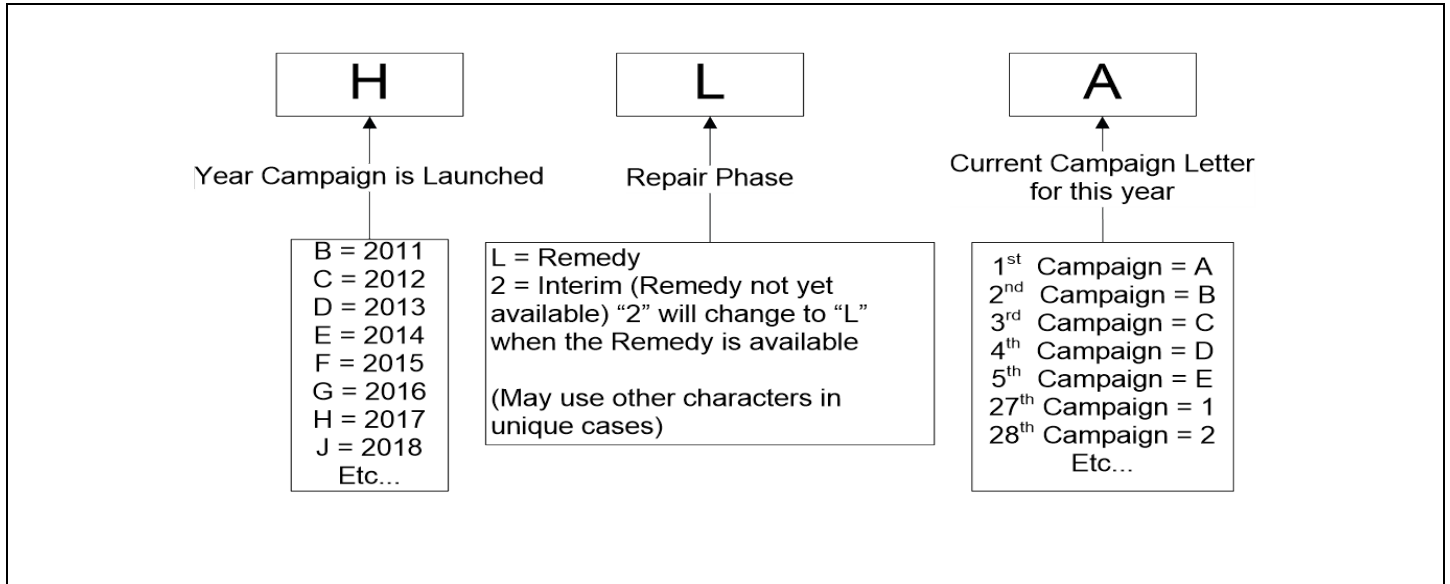 H
L
A
Year Campaign is Launched
Repair Phase
Current Campaign Letter
for this year
B = 2011
C = 2012
D = 2013
E = 2014
F = 2015
G = 2016
H = 2017
J = 2018
Etc...
L = Remedy
2 = Interim (Remedy not yet
available) “2” will change to “L”
when the Remedy is available
(May use other characters in
unique cases)
1st Campaign = A
2nd Campaign = B
3rd Campaign = C
4th Campaign = D
5th Campaign = E
27th Campaign = 1
28th Campaign = 2
Etc...